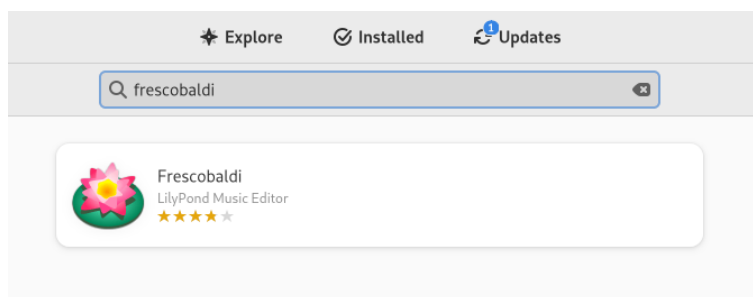 Explore Installed 1 Updates
frescobaldi
Frescobaldi
LilyPond Music Editor